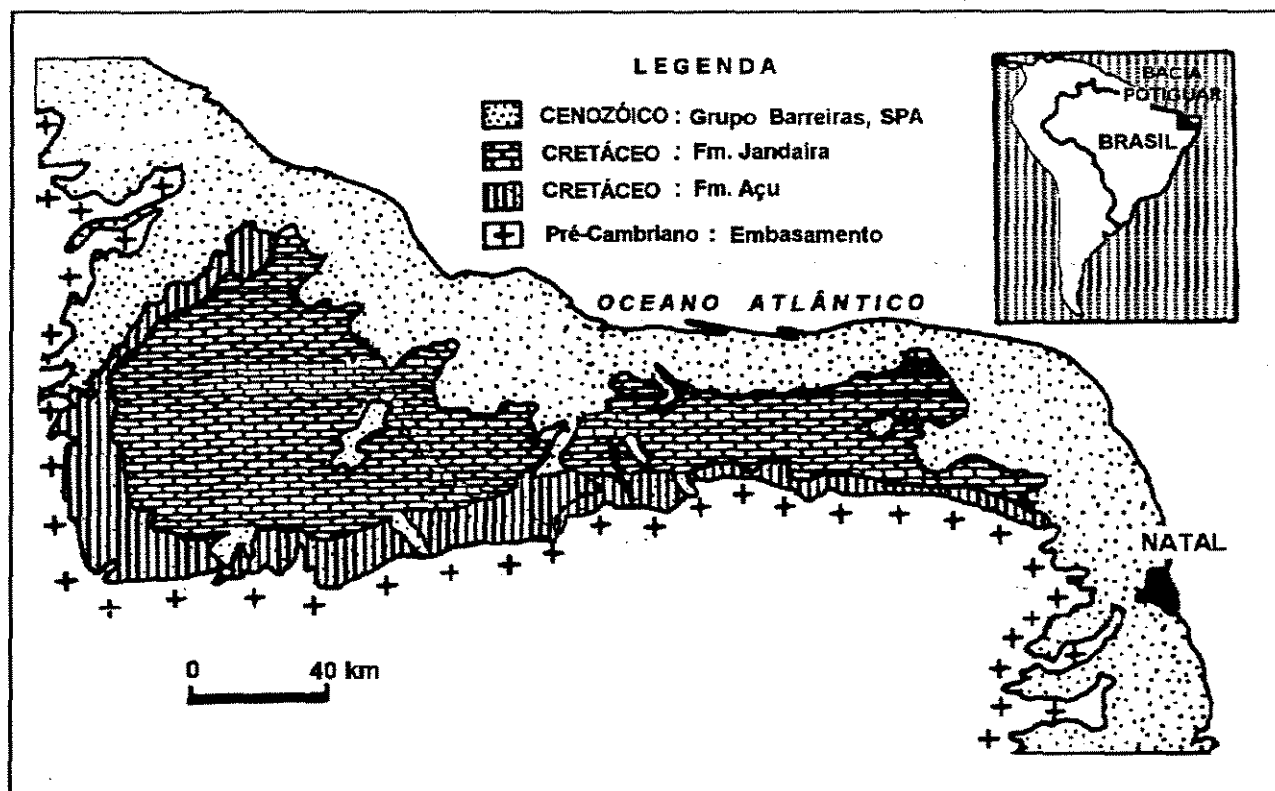 LEGENDA
CENOZÓICO : Grupo Barreiras, SPA
CRETÁCEO : Fm. Jandaira
CRETÁCEO : Fm. Açu
Pré-Cambriano : Embasamento
BACIA
POTIGUAR
BRASIL
OCEANO ATLÂNTICO
NATAL
0 40 km